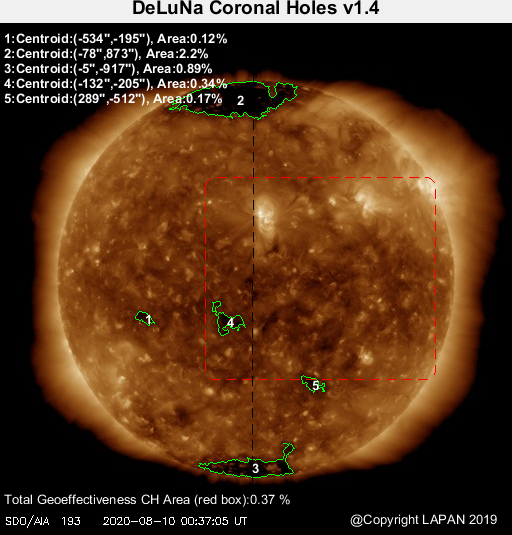 DeLuNa Coronal Holes v1.4
1:Centroid:(-534",-195"), Area:0.12%
2:Centroid:(-78",873"), Area:2.2%
3:Centroid:(-5",-917"), Area:0.89%
4:Centroid:(-132",-205"), Area:0.34%
5:Centroid:(289",-512"), Area:0.17%
2
1
4
5
3
Total Geoeffectiveness CH Area (red box):0.37 %
SDO/AIA 193 2020-08-10 00:37:05 UT
@Copyright LAPAN 2019